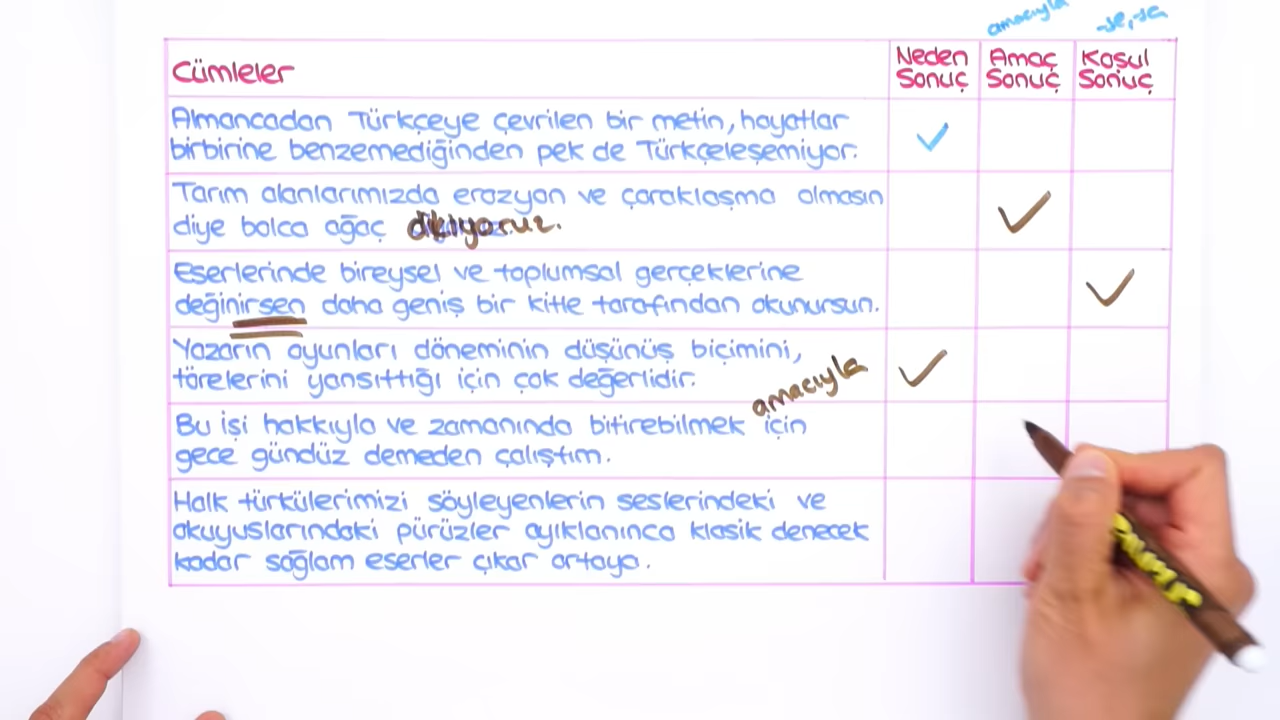 amacıyla -se, -sa
Cümleler Neden Sonuç Amaç Sonuç Koşul Sonuç
Almancadan Türkçeye çevrilen bir metin, hayatlar
birbirine benzemediğinden pek de Türkçeleşemiyor.
Tarım alanlarımızda erozyon ve çoraklaşma olmasın
diye bolca ağaç dikiyoruz.
Eserlerinde bireysel ve toplumsal gerçeklerine
değinirsen daha geniş bir kitle tarafından okunursun.
Yazarın oyunları döneminin düşünüş biçimini,
törelerini yansıttığı için çok değerlidir.
amacıyla
Bu işi hakkıyla ve zamanında bitirebilmek için
gece gündüz demeden çalıştım.
Halk türkülerimizi söyleyenlerin seslerindeki ve
okuyuslarındaki pürüzler ayıklanınca klasik denecek
kadar sağlam eserler çıkar ortaya.